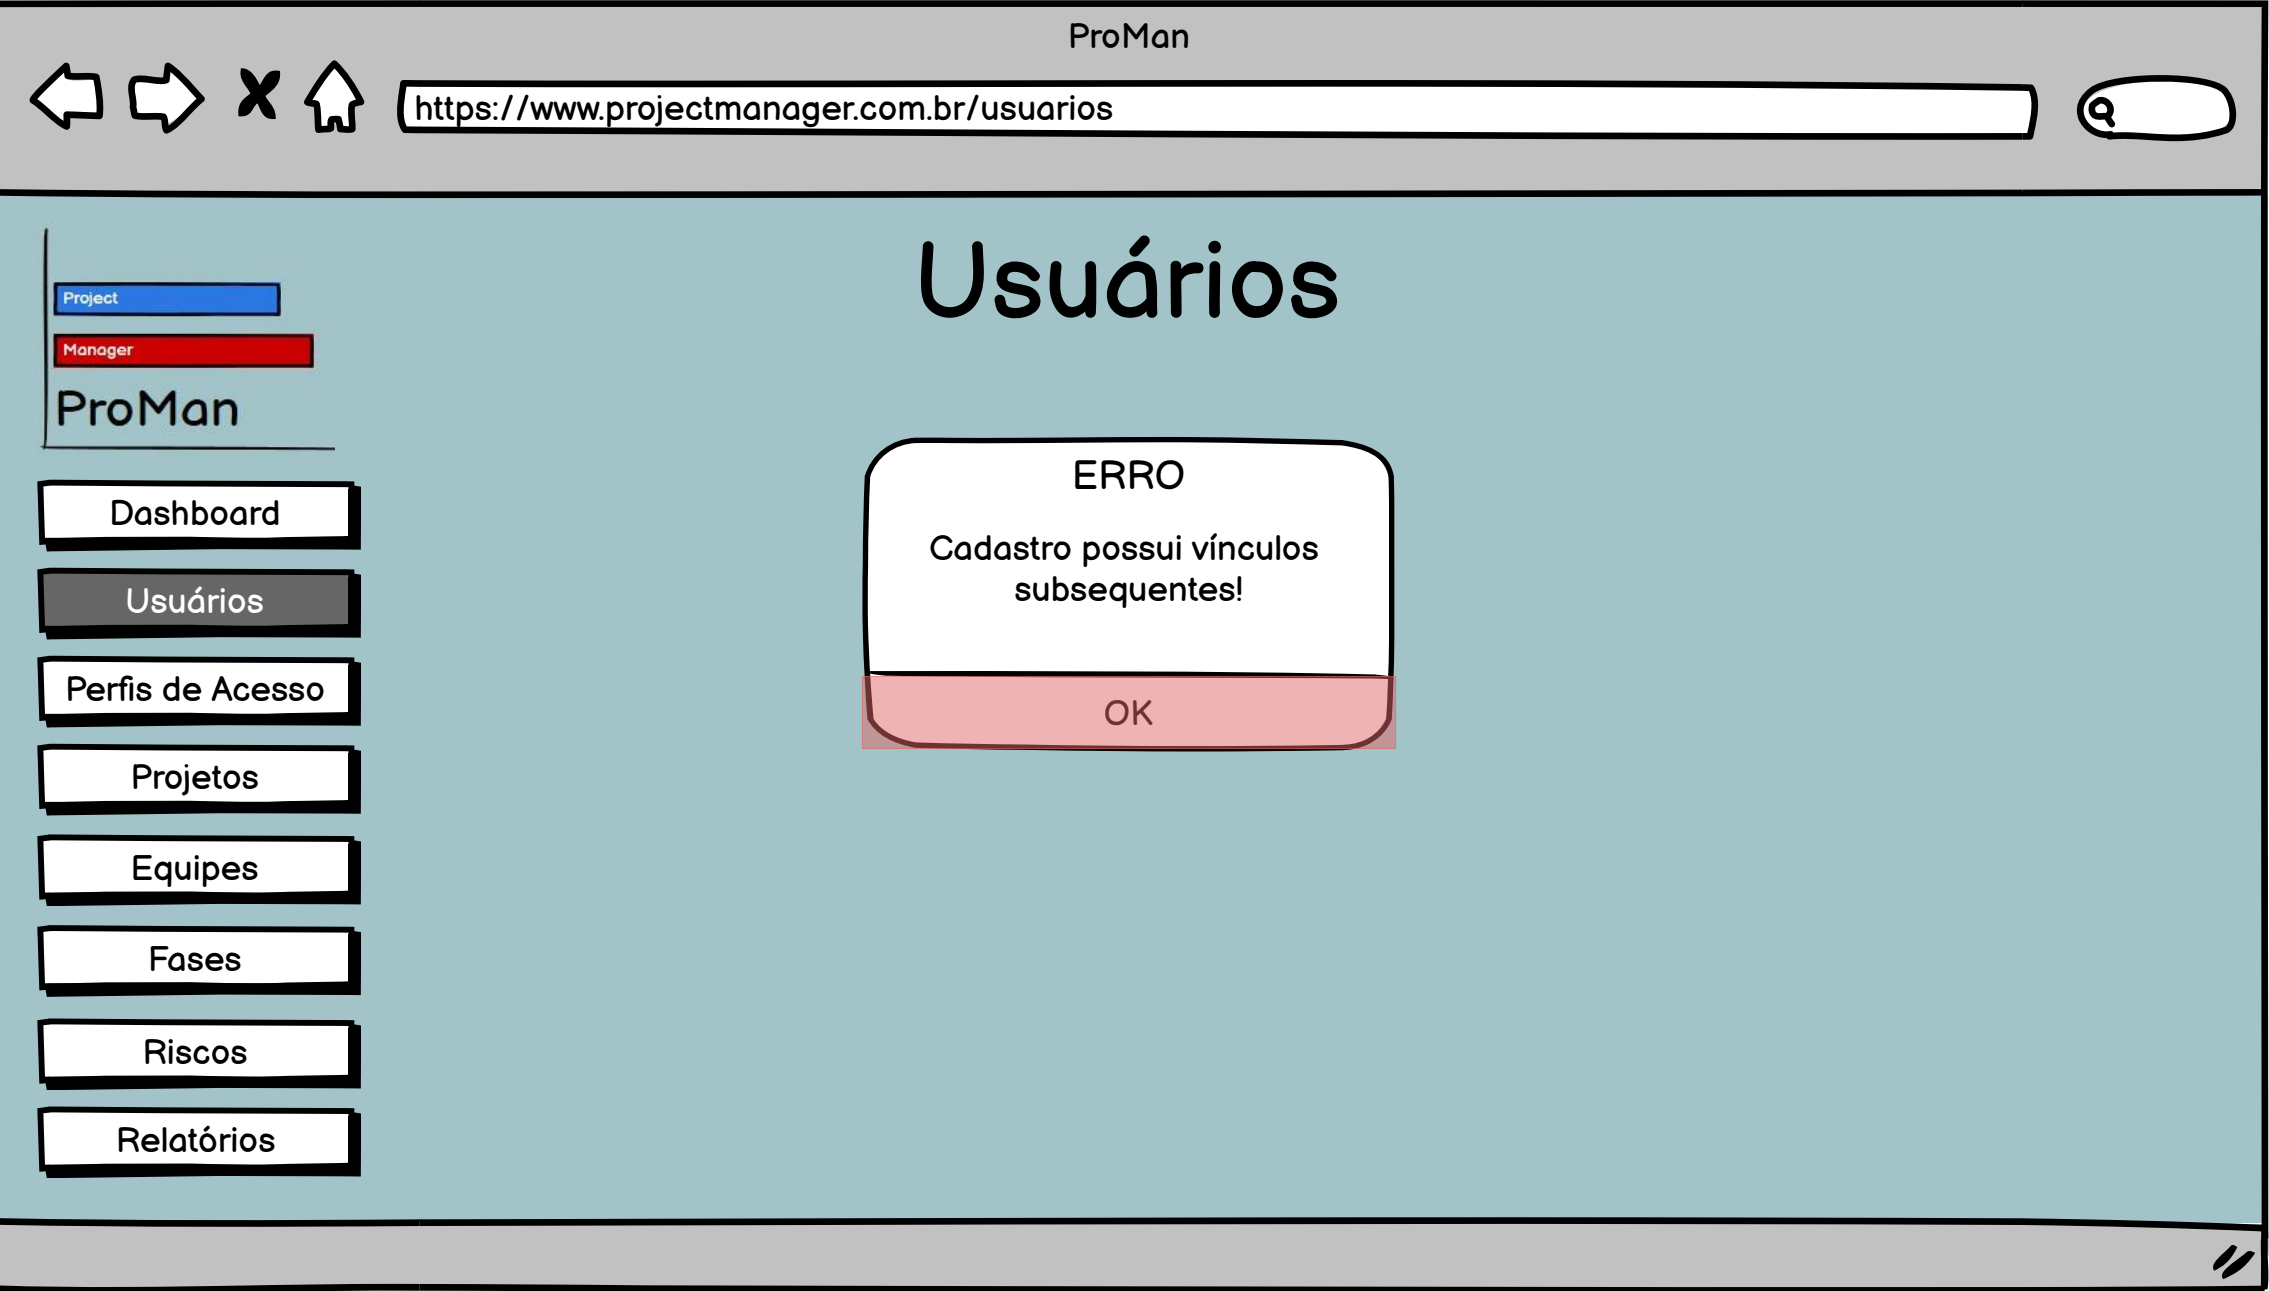 ProMan
https://www.projectmanager.com.br/usuarios
Usuários
Project
Manager
ProMan
Dashboard
Usuários
Perfis de Acesso
Projetos
Equipes
Fases
Riscos
Relatórios
ERRO
Cadastro possui vínculos
subsequentes!
OK